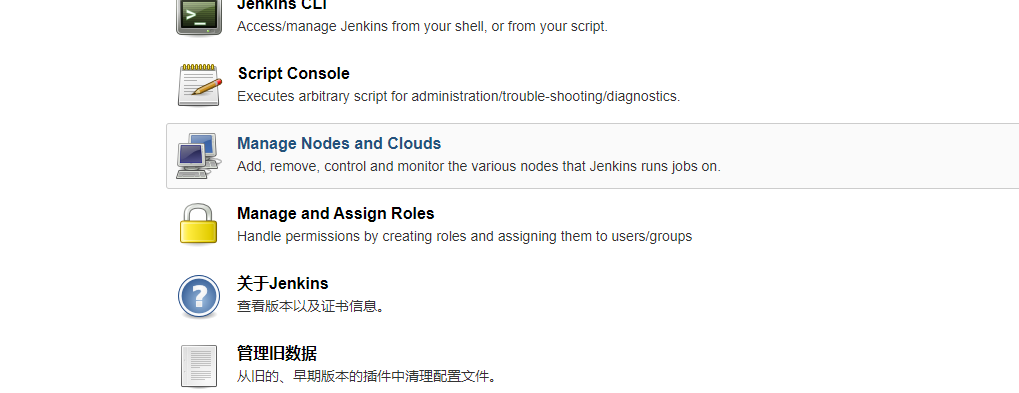 Jenkins CLI
Access/manage Jenkins from your shell, or from your script.
Script Console
Executes arbitrary script for administration/trouble-shooting/diagnostics.
Manage Nodes and Clouds
Add, remove, control and monitor the various nodes that Jenkins runs jobs on.
Manage and Assign Roles
Handle permissions by creating roles and assigning them to users/groups
关于Jenkins
查看版本以及证书信息。
管理旧数据
从旧的、早期版本的插件中清理配置文件。